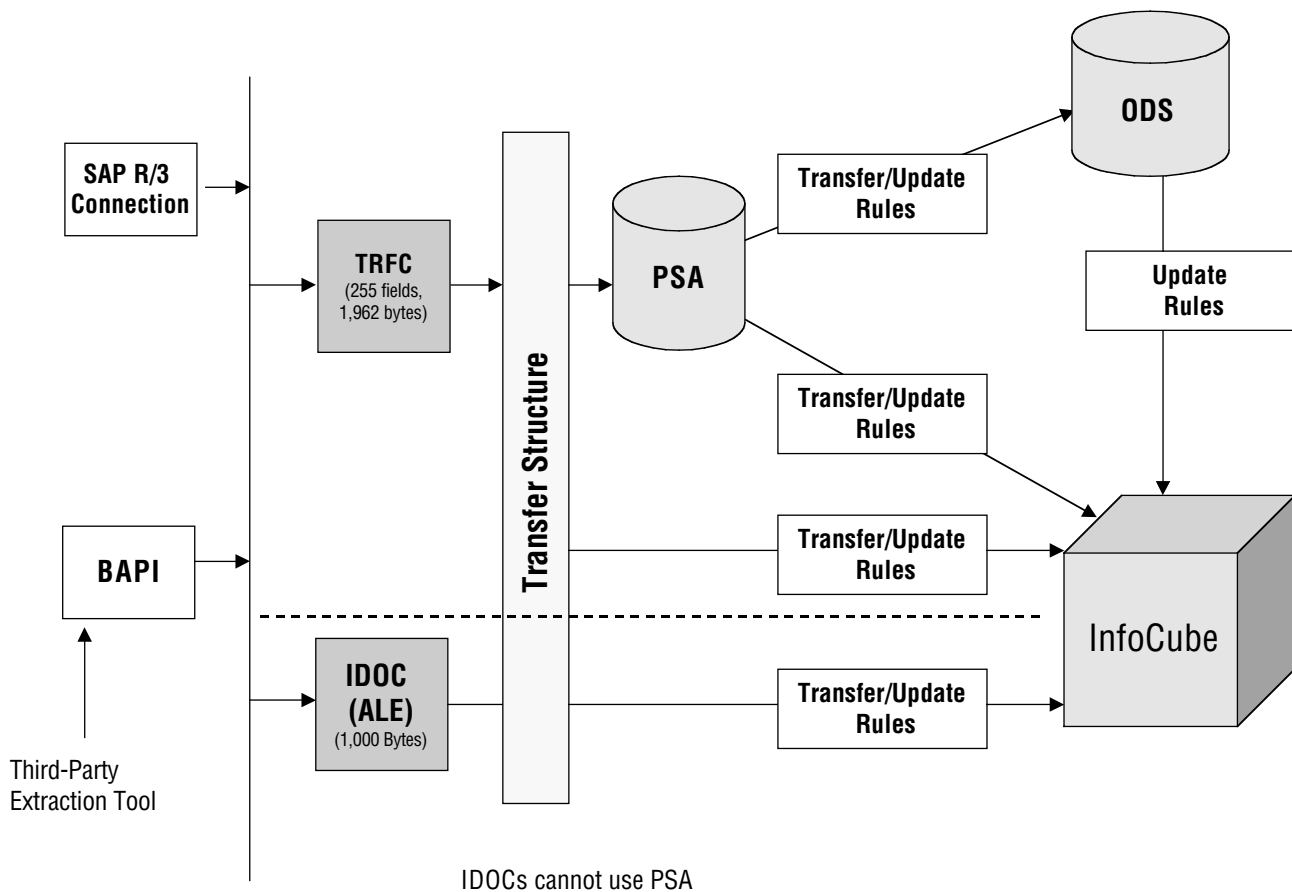 ODS
SAP R/3
Connection
Transfer/Update
Rules
TRFC
(255 fields,
1,962 bytes)
PSA
Update
Rules
Transfer Structure
Transfer/Update
Rules
BAPI
Transfer/Update
Rules
InfoCube
IDOC
(ALE)
(1,000 Bytes)
Transfer/Update
Rules
Third-Party
Extraction Tool
IDOCs cannot use PSA